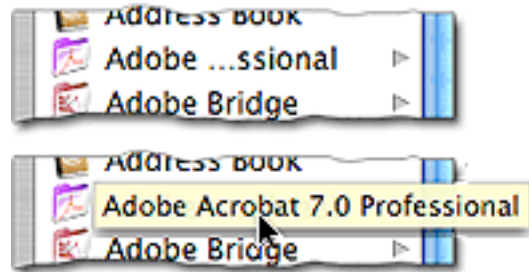 Address Book
Adobe ...ssional
Adobe Bridge
Address Book
Adobe Acrobat 7.0 Professional
Adobe Bridge